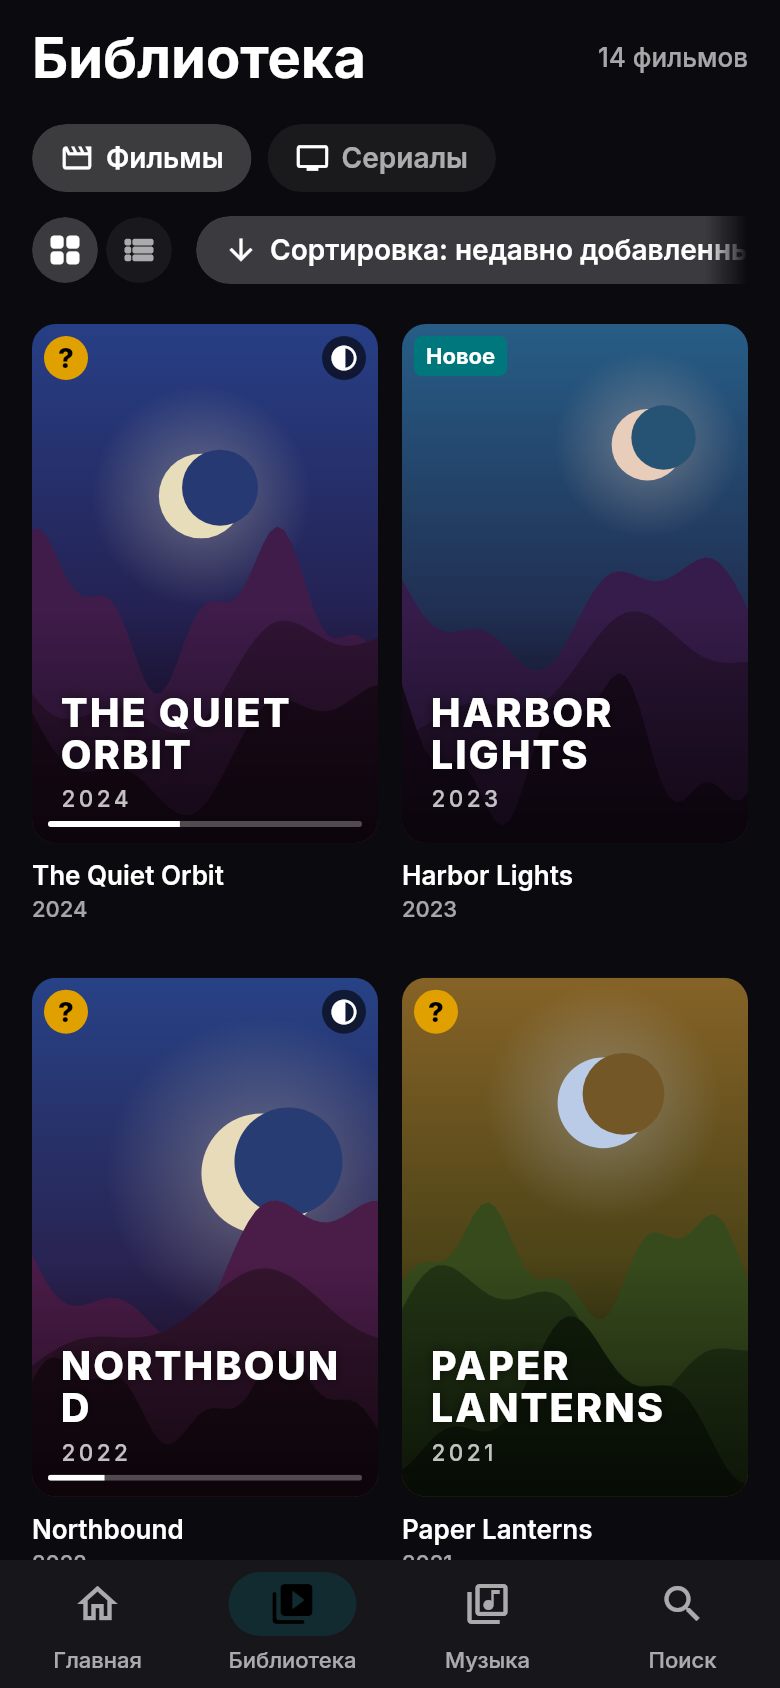 Библиотека
14 фильмов
Фильмы
Сериалы
Сортировка: недавно
?
Новое
THE QUIET
ORBIT
2024
HARBOR
LIGHTS
2023
The Quiet Orbit
2024
Harbor Lights
2023
?
?
NORTHBOUN
D
2022
PAPER
LANTERNS
2021
Northbound
Paper Lanterns
Главная
Библиотека
Музыка
Поиск